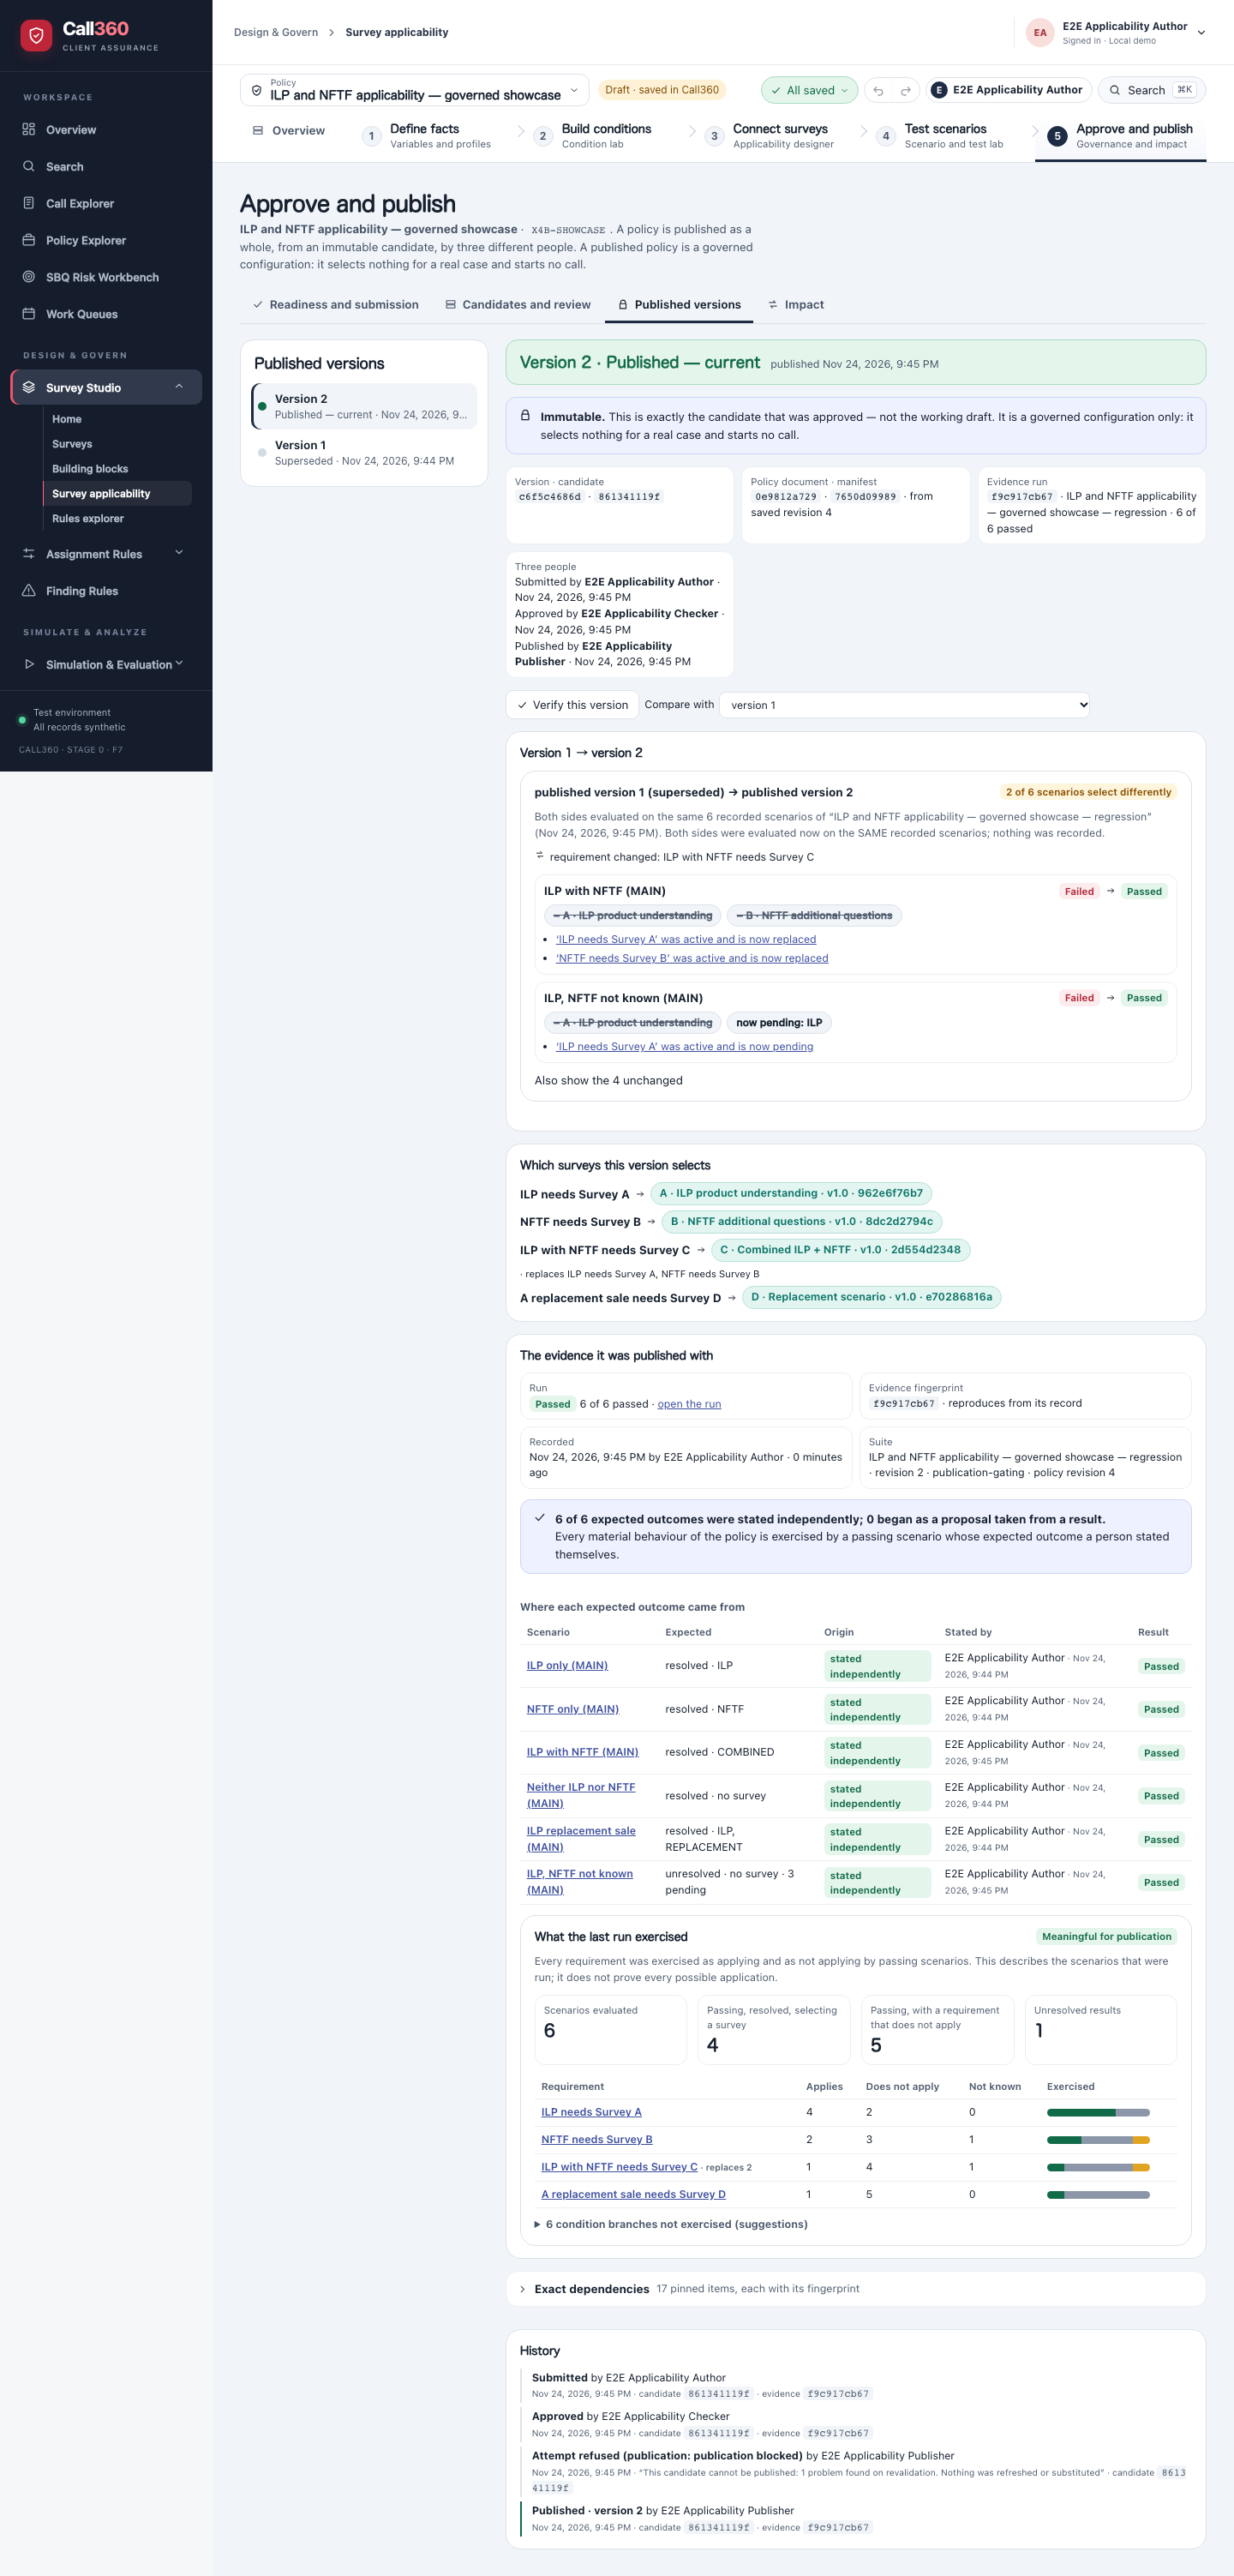 Call360
CLIENT ASSURANCE
WORKSPACE
Overview
Search
Call Explorer
Policy Explorer
SBQ Risk Workbench
Work Queues
DESIGN & GOVERN
Survey Studio
Home
Surveys
Building blocks
Survey applicability
Rules explorer
Assignment Rules
Finding Rules
SIMULATE & ANALYZE
Simulation & Evaluation
Test environment
All records synthetic
CALL360 · STAGE 0 · F7
Design & Govern > Survey applicability
EA
E2E Applicability Author
Signed in · Local demo
Policy
ILP and NFTF applicability — governed showcase
Draft · saved in Call360
All saved
E E2E Applicability Author
Search ⌘K
Overview
1 Define facts
Variables and profiles
2 Build conditions
Condition lab
3 Connect surveys
Applicability designer
4 Test scenarios
Scenario and test lab
5 Approve and publish
Governance and impact
Approve and publish
ILP and NFTF applicability — governed showcase · X4B-SHOWCASE . A policy is published as a
whole, from an immutable candidate, by three different people. A published policy is a governed
configuration: it selects nothing for a real case and starts no call.
Readiness and submission
Candidates and review
Published versions
Impact
Published versions
Version 2
Published — current · Nov 24, 2026, 9...
Version 1
Superseded · Nov 24, 2026, 9:44 PM
Version 2 · Published — current published Nov 24, 2026, 9:45 PM
Immutable. This is exactly the candidate that was approved — not the working draft. It is a governed configuration only: it
selects nothing for a real case and starts no call.
Version · candidate
c6f5c4686d · 861341119f
Policy document · manifest
0e9812a729 · 7650d09989 · from
saved revision 4
Evidence run
f9c917cb67 · ILP and NFTF applicability
— governed showcase — regression · 6 of
6 passed
Three people
Submitted by E2E Applicability Author ·
Nov 24, 2026, 9:45 PM
Approved by E2E Applicability Checker ·
Nov 24, 2026, 9:45 PM
Published by E2E Applicability
Publisher · Nov 24, 2026, 9:45 PM
Verify this version
Compare with
version 1
Version 1 → version 2
published version 1 (superseded) → published version 2
2 of 6 scenarios select differently
Both sides evaluated on the same 6 recorded scenarios of “ILP and NFTF applicability — governed showcase — regression”
(Nov 24, 2026, 9:45 PM). Both sides were evaluated now on the SAME recorded scenarios; nothing was recorded.
requirement changed: ILP with NFTF needs Survey C
ILP with NFTF (MAIN)
Failed → Passed
− A · ILP product understanding
− B · NFTF additional questions
• ‘ILP needs Survey A’ was active and is now replaced
• ‘NFTF needs Survey B’ was active and is now replaced
ILP, NFTF not known (MAIN)
Failed → Passed
− A · ILP product understanding
now pending: ILP
• ‘ILP needs Survey A’ was active and is now pending
Also show the 4 unchanged
Which surveys this version selects
ILP needs Survey A → A · ILP product understanding · v1.0 · 962e6f76b7
NFTF needs Survey B → B · NFTF additional questions · v1.0 · 8dc2d2794c
ILP with NFTF needs Survey C → C · Combined ILP + NFTF · v1.0 · 2d554d2348
· replaces ILP needs Survey A, NFTF needs Survey B
A replacement sale needs Survey D → D · Replacement scenario · v1.0 · e70286816a
The evidence it was published with
Run
Passed 6 of 6 passed · open the run
Evidence fingerprint
f9c917cb67 · reproduces from its record
Recorded
Nov 24, 2026, 9:45 PM by E2E Applicability Author · 0 minutes
ago
Suite
ILP and NFTF applicability — governed showcase — regression
· revision 2 · publication-gating · policy revision 4
6 of 6 expected outcomes were stated independently; 0 began as a proposal taken from a result.
Every material behaviour of the policy is exercised by a passing scenario whose expected outcome a person stated
themselves.
Where each expected outcome came from
Scenario Expected Origin Stated by Result
ILP only (MAIN) resolved · ILP stated independently E2E Applicability Author · Nov 24, 2026, 9:44 PM Passed
NFTF only (MAIN) resolved · NFTF stated independently E2E Applicability Author · Nov 24, 2026, 9:44 PM Passed
ILP with NFTF (MAIN) resolved · COMBINED stated independently E2E Applicability Author · Nov 24, 2026, 9:45 PM Passed
Neither ILP nor NFTF (MAIN) resolved · no survey stated independently E2E Applicability Author · Nov 24, 2026, 9:44 PM Passed
ILP replacement sale (MAIN) resolved · ILP, REPLACEMENT stated independently E2E Applicability Author · Nov 24, 2026, 9:44 PM Passed
ILP, NFTF not known (MAIN) unresolved · no survey · 3 pending stated independently E2E Applicability Author · Nov 24, 2026, 9:45 PM Passed
What the last run exercised
Meaningful for publication
Every requirement was exercised as applying and as not applying by passing scenarios. This describes the scenarios that were
run; it does not prove every possible application.
Scenarios evaluated
6
Passing, resolved, selecting
a survey
4
Passing, with a requirement
that does not apply
5
Unresolved results
1
Requirement Applies Does not apply Not known Exercised
ILP needs Survey A 4 2 0
NFTF needs Survey B 2 3 1
ILP with NFTF needs Survey C · replaces 2 1 4 1
A replacement sale needs Survey D 1 5 0
6 condition branches not exercised (suggestions)
Exact dependencies 17 pinned items, each with its fingerprint
History
Submitted by E2E Applicability Author
Nov 24, 2026, 9:45 PM · candidate 861341119f · evidence f9c917cb67
Approved by E2E Applicability Checker
Nov 24, 2026, 9:45 PM · candidate 861341119f · evidence f9c917cb67
Attempt refused (publication: publication blocked) by E2E Applicability Publisher
Nov 24, 2026, 9:45 PM · “This candidate cannot be published: 1 problem found on revalidation. Nothing was refreshed or substituted” · candidate 8613
41119f
Published · version 2 by E2E Applicability Publisher
Nov 24, 2026, 9:45 PM · candidate 861341119f · evidence f9c917cb67